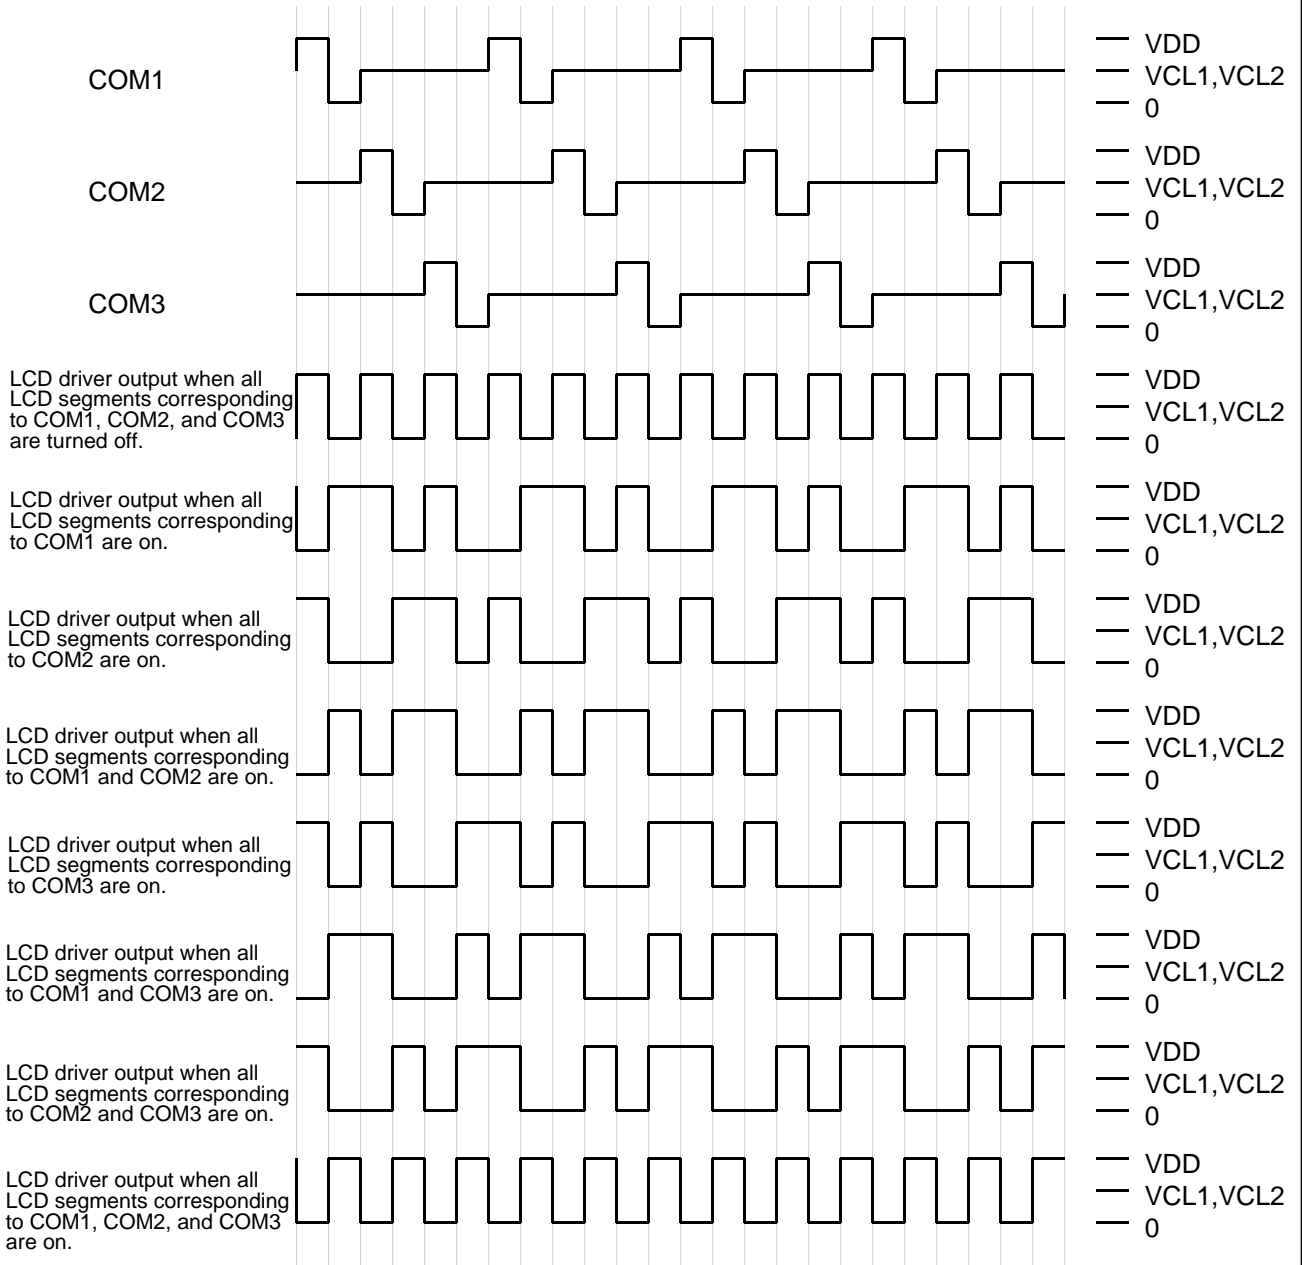 COM1
VDD
VCL1,VCL2
0
COM2
VDD
VCL1,VCL2
0
COM3
VDD
VCL1,VCL2
0
LCD driver output when all
LCD segments corresponding
to COM1, COM2, and COM3
are turned off.
VDD
VCL1,VCL2
0
LCD driver output when all
LCD segments corresponding
to COM1 are on.
VDD
VCL1,VCL2
0
LCD driver output when all
LCD segments corresponding
to COM2 are on.
VDD
VCL1,VCL2
0
LCD driver output when all
LCD segments corresponding
to COM1 and COM2 are on.
VDD
VCL1,VCL2
0
LCD driver output when all
LCD segments corresponding
to COM3 are on.
VDD
VCL1,VCL2
0
LCD driver output when all
LCD segments corresponding
to COM1 and COM3 are on.
VDD
VCL1,VCL2
0
LCD driver output when all
LCD segments corresponding
to COM2 and COM3 are on.
VDD
VCL1,VCL2
0
LCD driver output when all
LCD segments corresponding
to COM1, COM2, and COM3
are on.
VDD
VCL1,VCL2
0